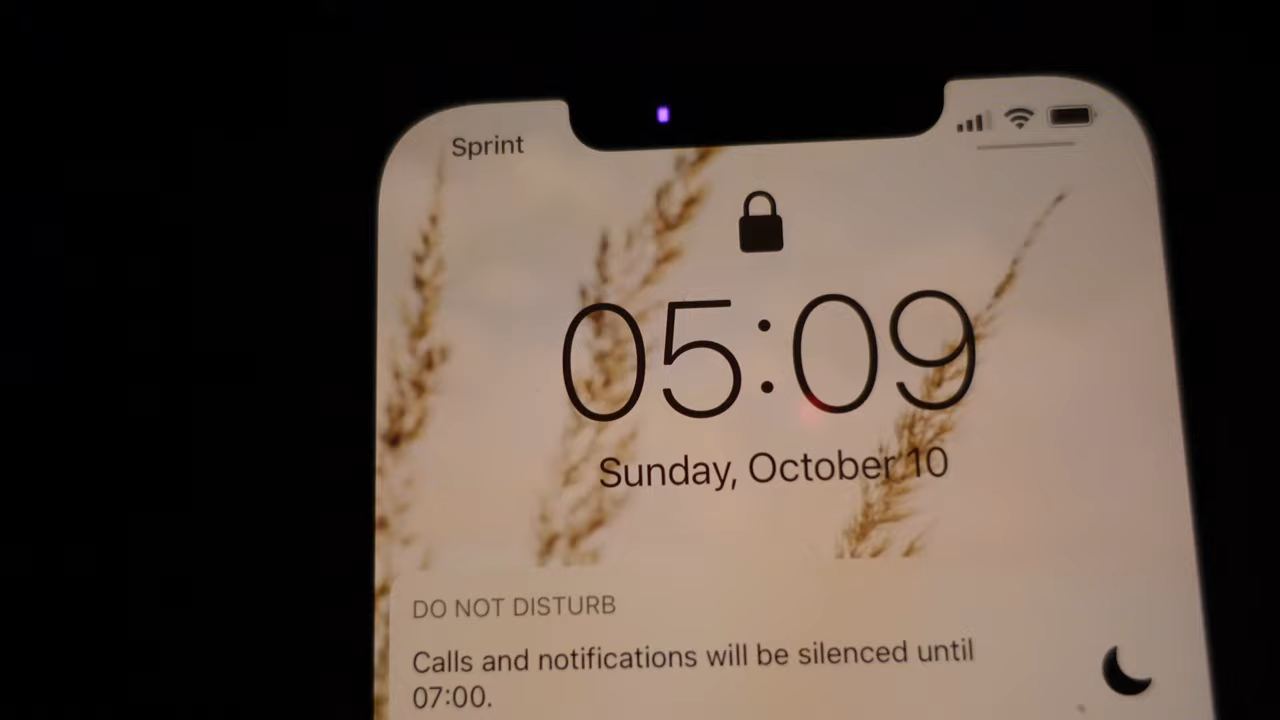 Sprint
05:09
Sunday, October 10
DO NOT DISTURB
Calls and notifications will be silenced until
07:00.